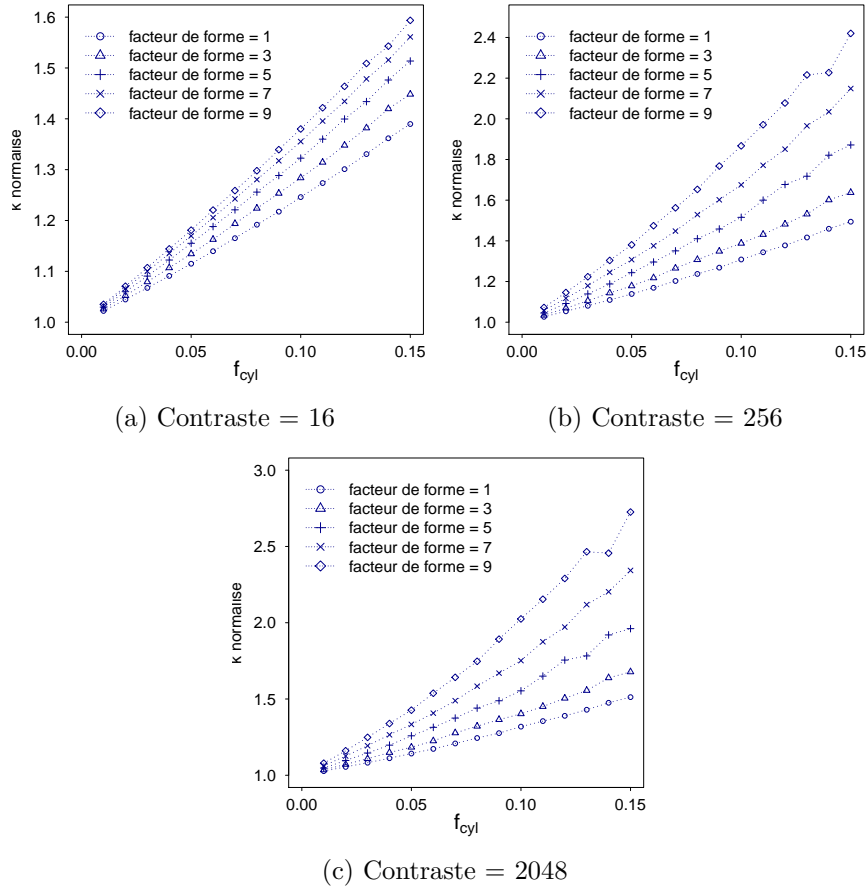 1.6
1.5
1.4
1.3
1.2
1.1
1.0
κ normalise
facteur de forme = 1
facteur de forme = 3
facteur de forme = 5
facteur de forme = 7
facteur de forme = 9
0.00 0.05 0.10 0.15
f_cyl
(a) Contraste = 16
2.4
2.2
2.0
1.8
1.6
1.4
1.2
1.0
κ normalise
facteur de forme = 1
facteur de forme = 3
facteur de forme = 5
facteur de forme = 7
facteur de forme = 9
0.00 0.05 0.10 0.15
f_cyl
(b) Contraste = 256
3.0
2.5
2.0
1.5
1.0
κ normalise
facteur de forme = 1
facteur de forme = 3
facteur de forme = 5
facteur de forme = 7
facteur de forme = 9
0.00 0.05 0.10 0.15
f_cyl
(c) Contraste = 2048